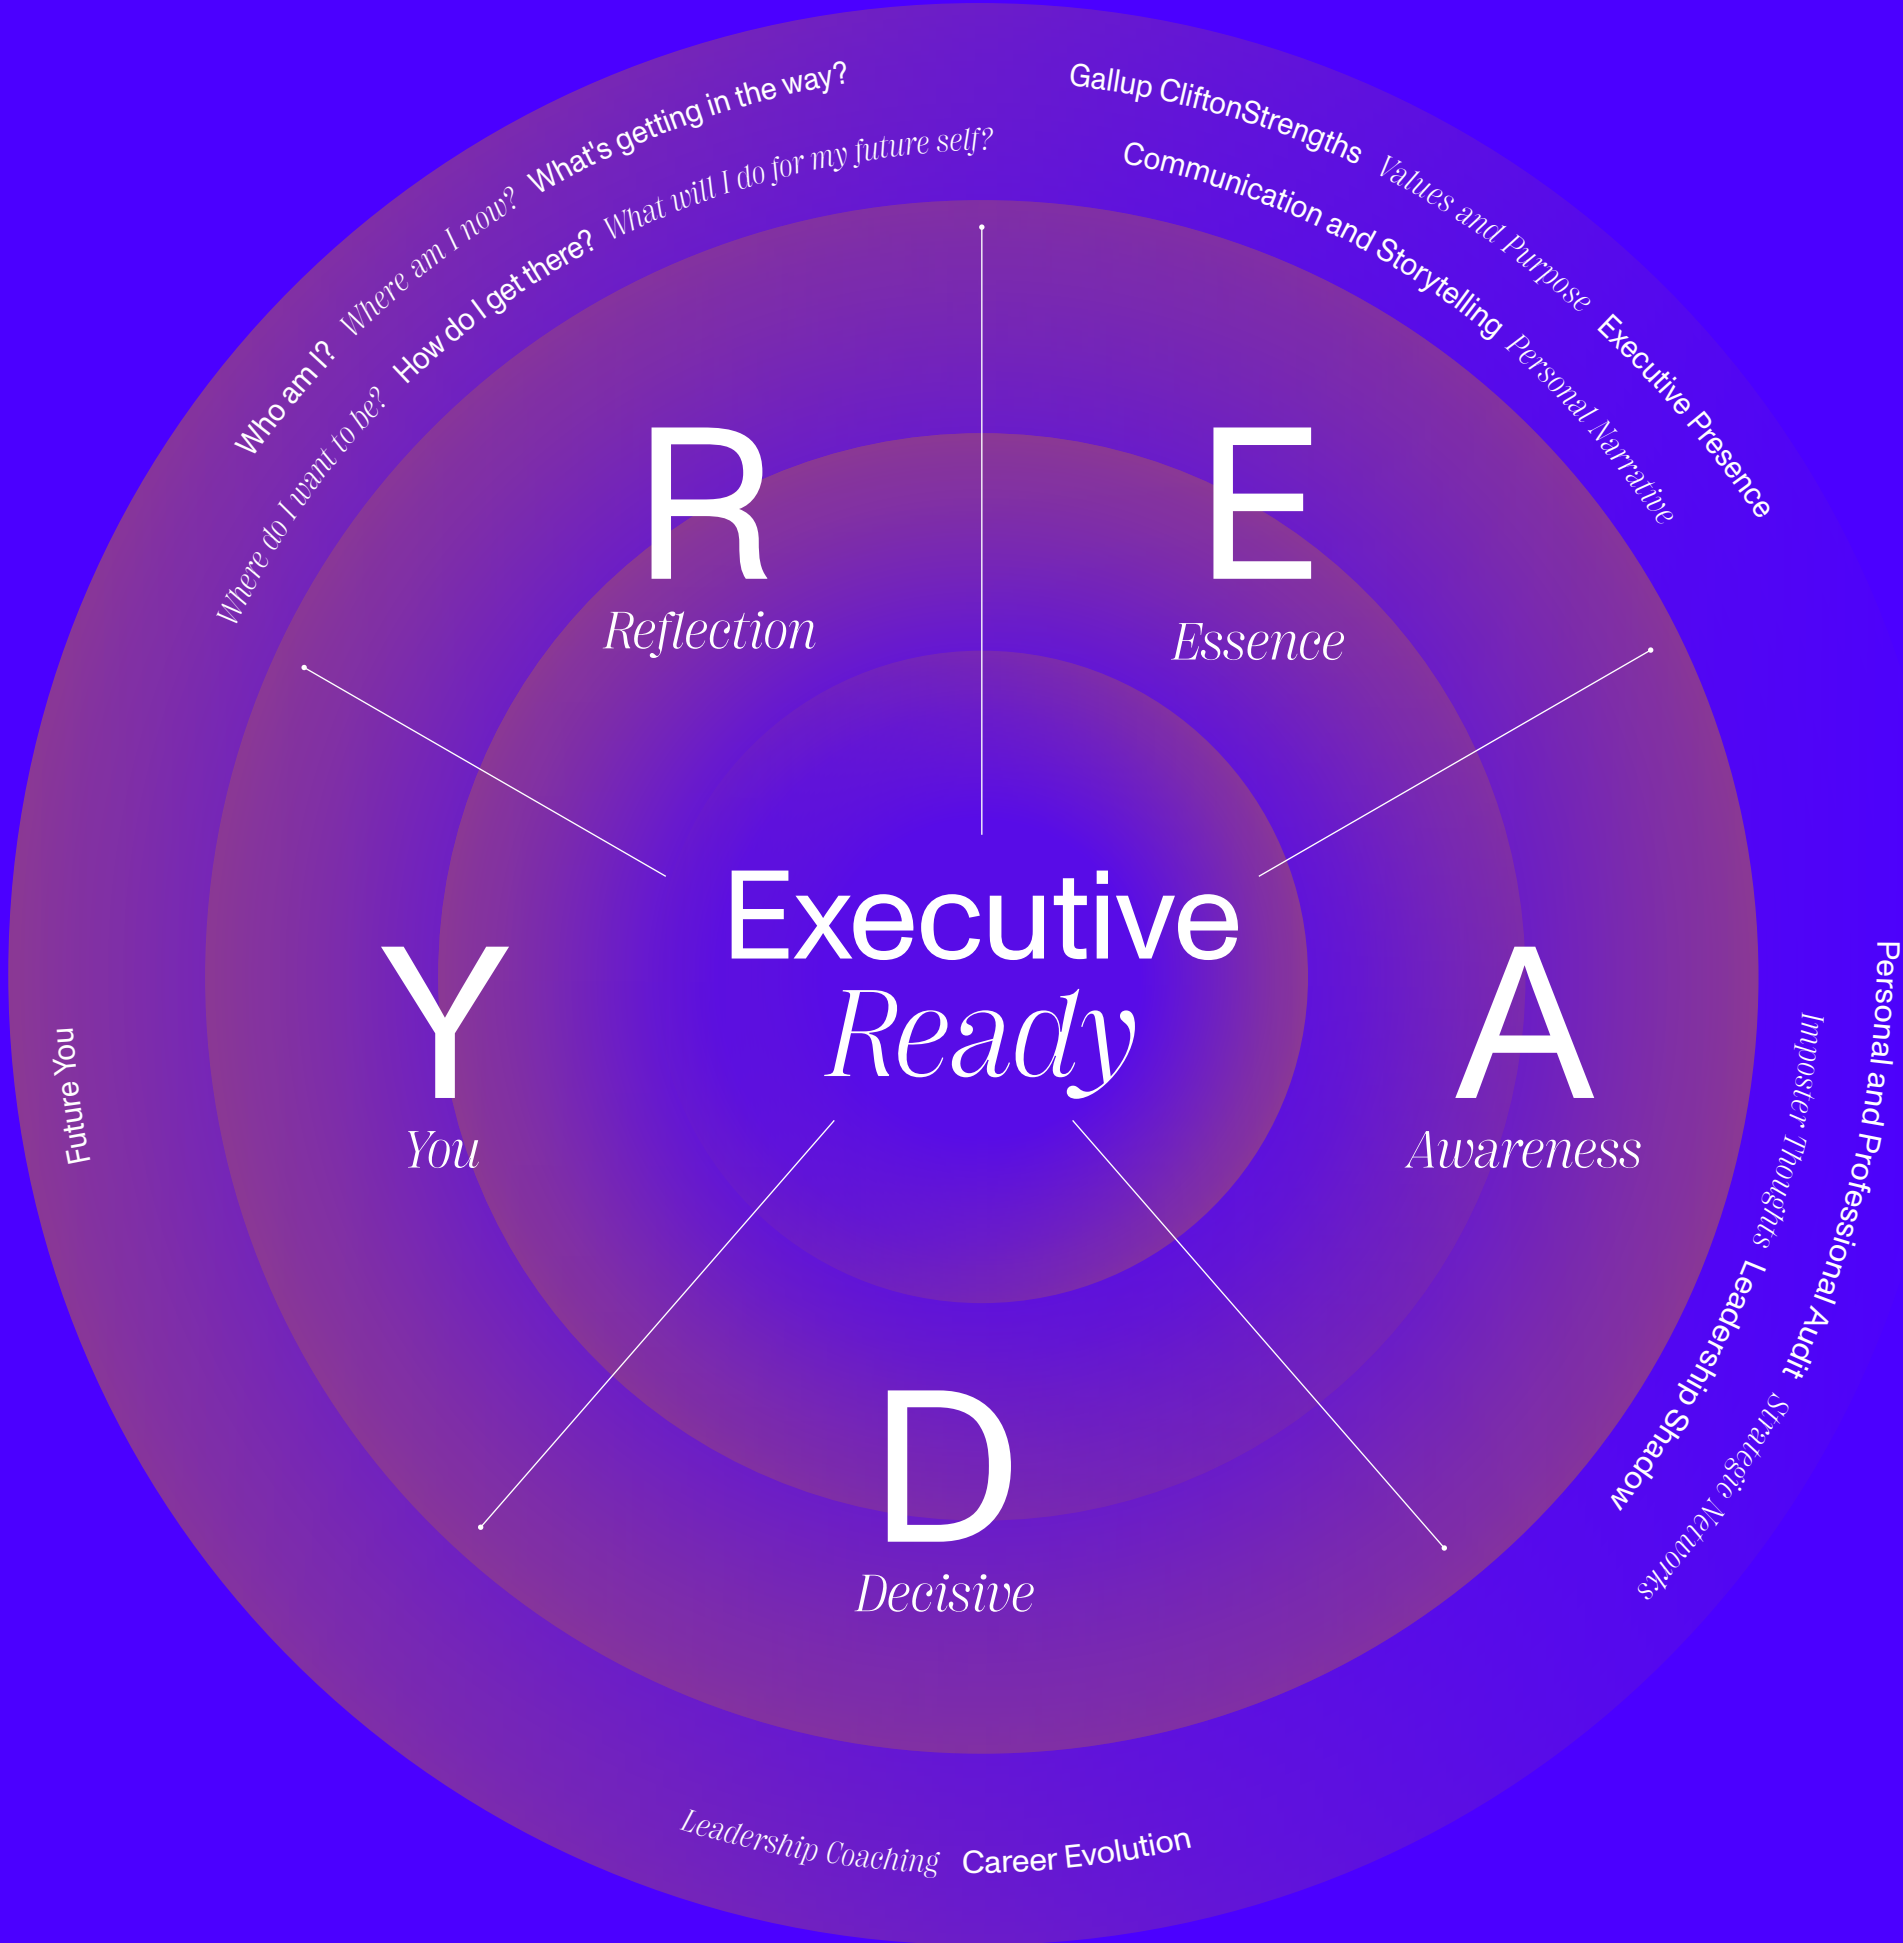 Who am I? Where am I now? What's getting in the way?
Where do I want to be? How do I get there? What will I do for my future self?
Gallup CliftonStrengths Values and Purpose Executive Presence
Communication and Storytelling Personal Narrative
R
Reflection
E
Essence
Executive
Ready
A
Awareness
Personal and Professional Audit Strategic Networks
Imposter Thoughts Leadership Shadow
D
Decisive
Leadership Coaching Career Evolution
Y
You
Future You